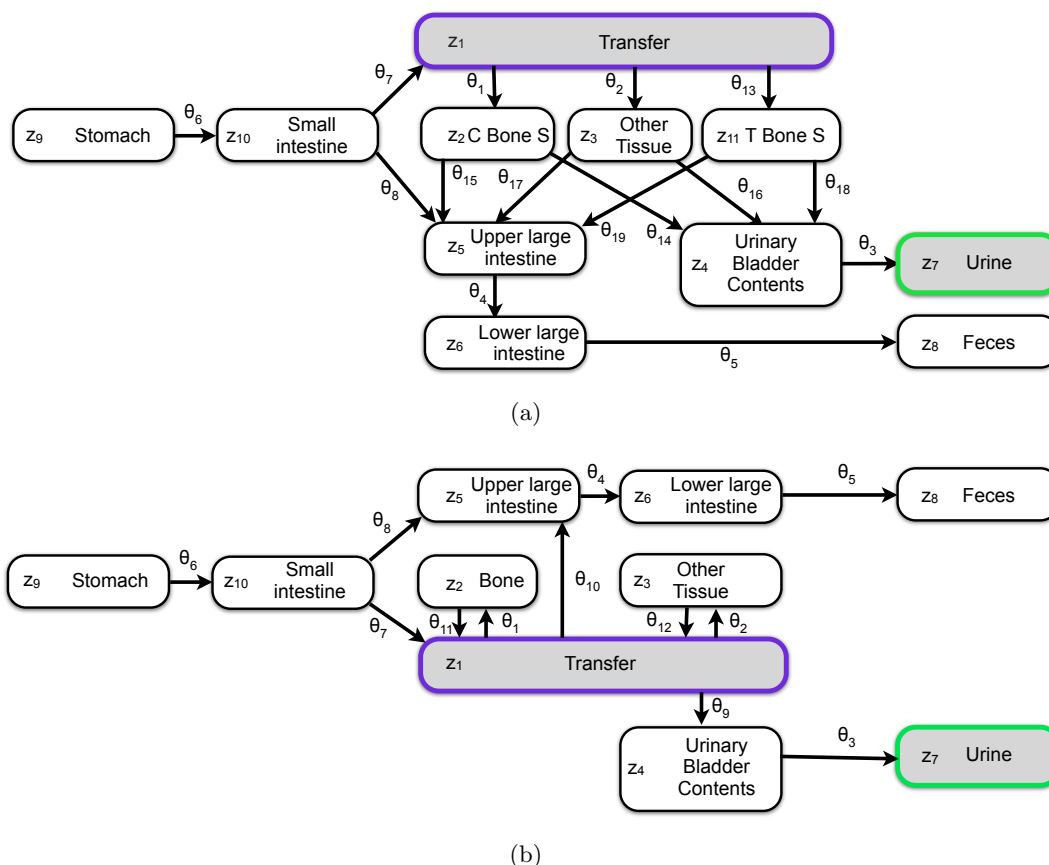 z₁ Transfer
θ₇ θ₁ θ₂ θ₁₃
θ₆
z₉ Stomach
z₁₀ Small
intestine
z₂ C Bone S
z₃ Other
Tissue
z₁₁ T Bone S
θ₈ θ₁₅ θ₁₇ θ₁₆ θ₁₈
θ₁₉ θ₁₄
z₅ Upper large
intestine
z₄ Urinary
Bladder
Contents
θ₃
z₇ Urine
θ₄
z₆ Lower large
intestine
θ₅
z₈ Feces
(a)
z₅ Upper large
intestine
θ₄
z₆ Lower large
intestine
θ₅
z₈ Feces
θ₈
θ₆
z₉ Stomach
z₁₀ Small
intestine
z₂ Bone
θ₁₀
z₃ Other
Tissue
θ₇ θ₁₁ θ₁ θ₁₂ θ₂
z₁ Transfer
θ₉
z₄ Urinary
Bladder
Contents
θ₃
z₇ Urine
(b)